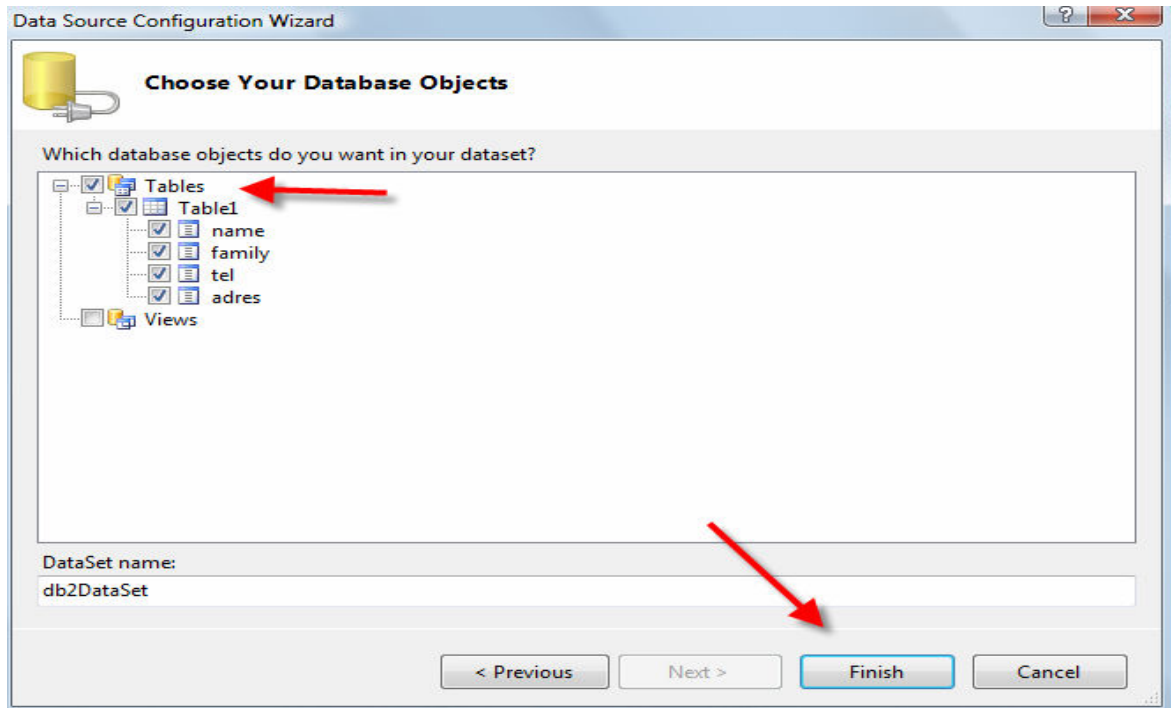 Data Source Configuration Wizard
Choose Your Database Objects
Which database objects do you want in your dataset?
Tables
Table1
name
family
tel
adres
Views
DataSet name:
db2DataSet
< Previous Next > Finish Cancel